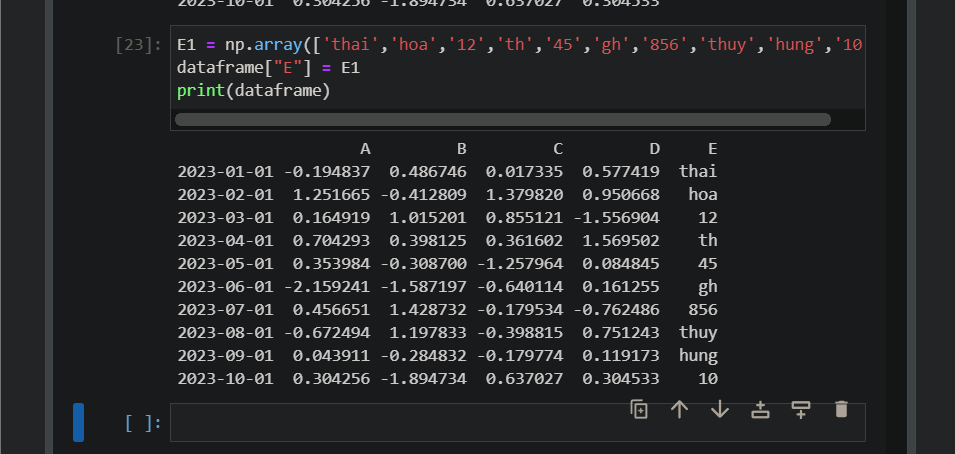 2023-10-01 0.304256 -1.894734 0.637027 0.304533
[23]: E1 = np.array(['thai','hoa','12','th','45','gh','856','thuy','hung','10
dataframe["E"] = E1
print(dataframe)
A B C D E
2023-01-01 -0.194837 0.486746 0.017335 0.577419 thai
2023-02-01 1.251665 -0.412809 1.379820 0.950668 hoa
2023-03-01 0.164919 1.015201 0.855121 -1.556904 12
2023-04-01 0.704293 0.398125 0.361602 1.569502 th
2023-05-01 0.353984 -0.308700 -1.257964 0.084845 45
2023-06-01 -2.159241 -1.587197 -0.640114 0.161255 gh
2023-07-01 0.456651 1.428732 -0.179534 -0.762486 856
2023-08-01 -0.672494 1.197833 -0.398815 0.751243 thuy
2023-09-01 0.043911 -0.284832 -0.179774 0.119173 hung
2023-10-01 0.304256 -1.894734 0.637027 0.304533 10
[ ]: